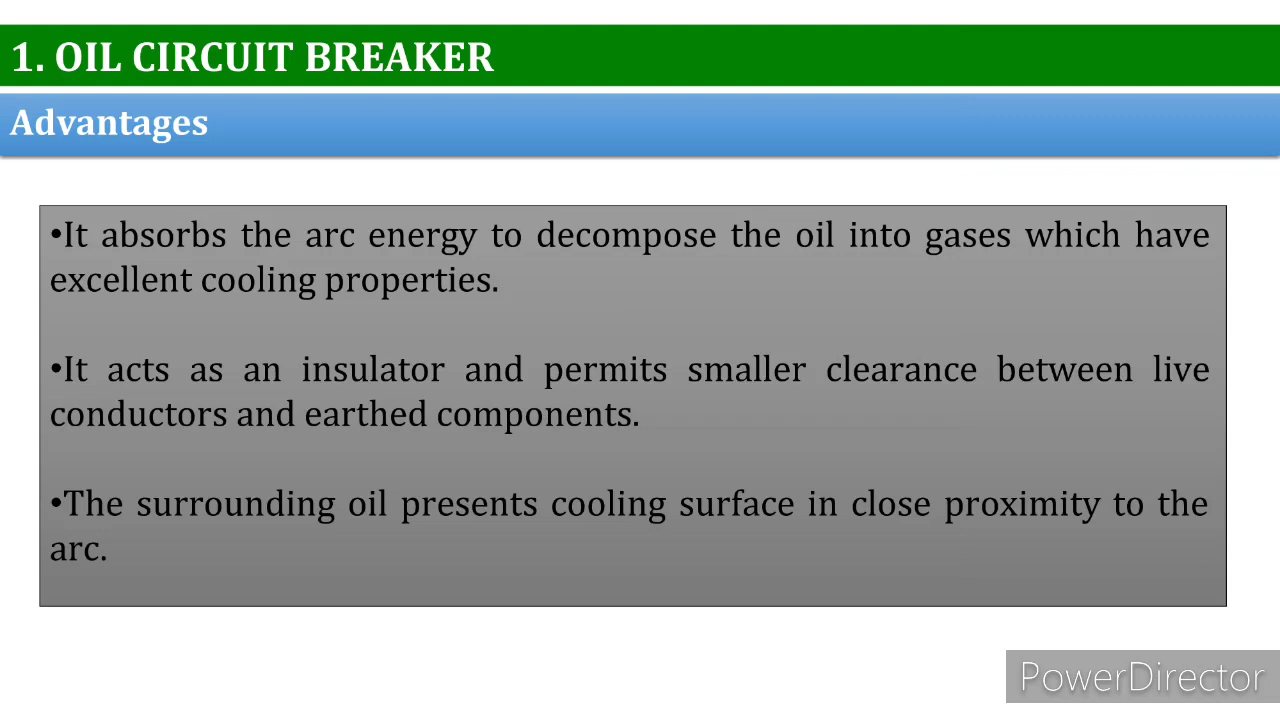 1. OIL CIRCUIT BREAKER
Advantages
•It absorbs the arc energy to decompose the oil into gases which have
excellent cooling properties.
•It acts as an insulator and permits smaller clearance between live
conductors and earthed components.
•The surrounding oil presents cooling surface in close proximity to the
arc.
PowerDirector